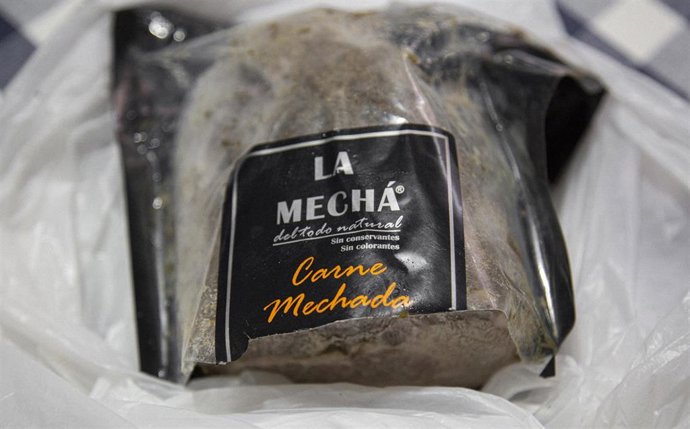 LA
MECHÁ®
del todo natural
Sin conservantes
Sin colorantes
Carne
Mechada